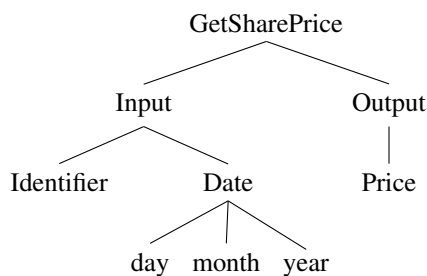 GetSharePrice
Input Output
Identifier Date Price
day month year